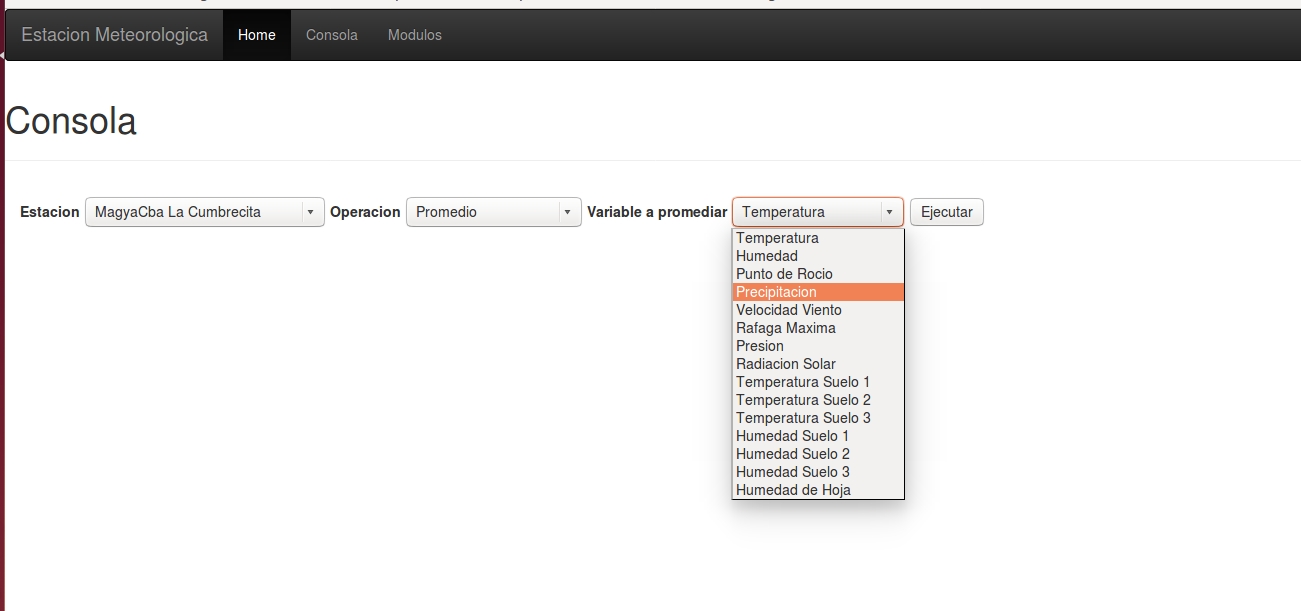 Estacion Meteorologica Home Consola Modulos
Consola
Estacion MagyaCba La Cumbrecita Operacion Promedio Variable a promediar Temperatura Ejecutar
Temperatura
Humedad
Punto de Rocio
Precipitacion
Velocidad Viento
Rafaga Maxima
Presion
Radiacion Solar
Temperatura Suelo 1
Temperatura Suelo 2
Temperatura Suelo 3
Humedad Suelo 1
Humedad Suelo 2
Humedad Suelo 3
Humedad de Hoja